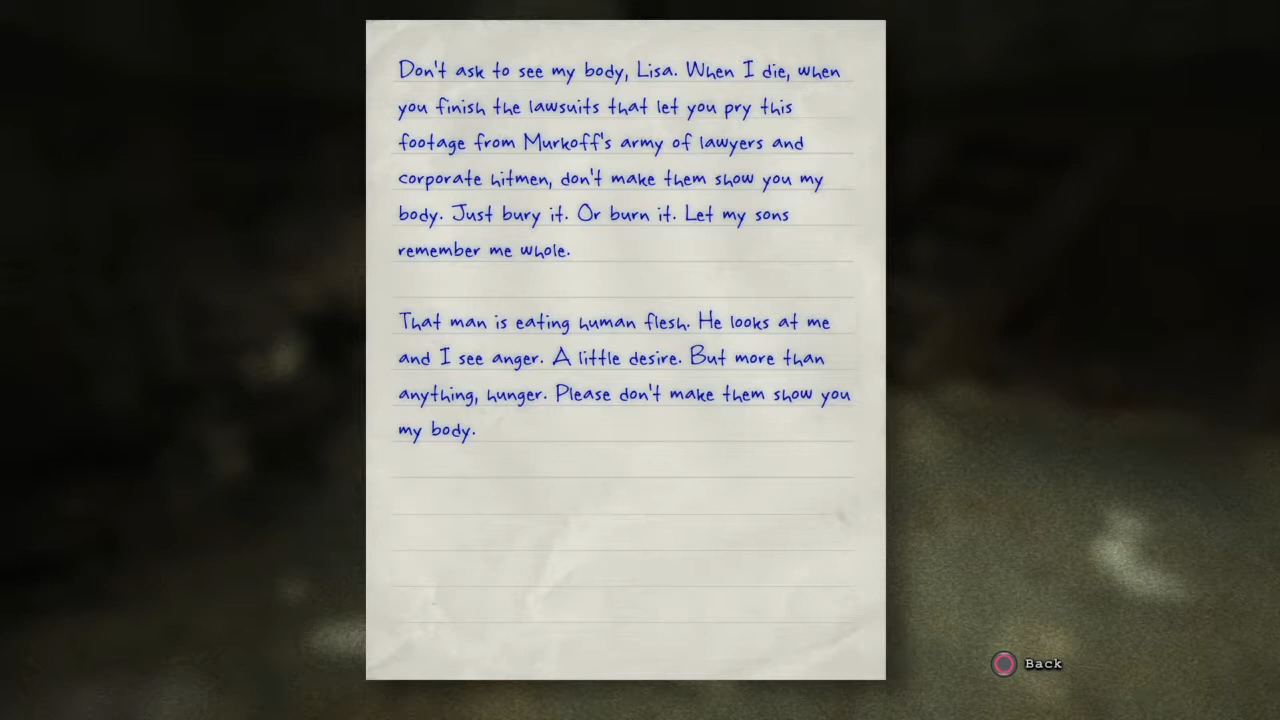 Don't ask to see my body, Lisa. When I die, when
you finish the lawsuits that let you pry this
footage from Murkoff's army of lawyers and
corporate hitmen, don't make them show you my
body. Just bury it. Or burn it. Let my sons
remember me whole.
That man is eating human flesh. He looks at me
and I see anger. A little desire. But more than
anything, hunger. Please don't make them show you
my body.
Back